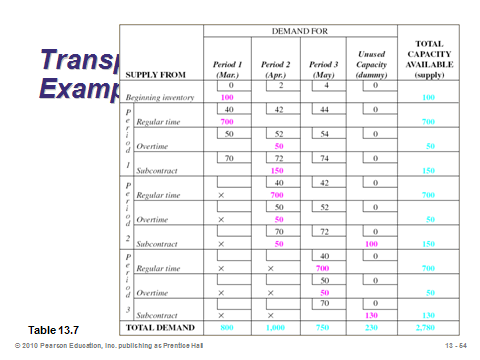 Transp
Examp
DEMAND FOR
SUPPLY FROM Period 1 (Mar.) Period 2 (Apr.) Period 3 (May) Unused Capacity (dummy) TOTAL CAPACITY AVAILABLE (supply)
0 2 4 0
Beginning inventory 100 100
Period 1
40 42 44 0
Regular time 700 700
50 52 54 0
Overtime 50 50
70 72 74 0
Subcontract 150 150
Period 2
40 42 0
Regular time × 700 700
50 52 0
Overtime × 50 50
70 72 0
Subcontract × 50 100 150
Period 3
40 0
Regular time × × 700 700
50 0
Overtime × × 50 50
70 0
Subcontract × × 130 130
TOTAL DEMAND 800 1,000 750 230 2,780
Table 13.7
© 2010 Pearson Education, Inc. publishing as Prentice Hall
13 - 54